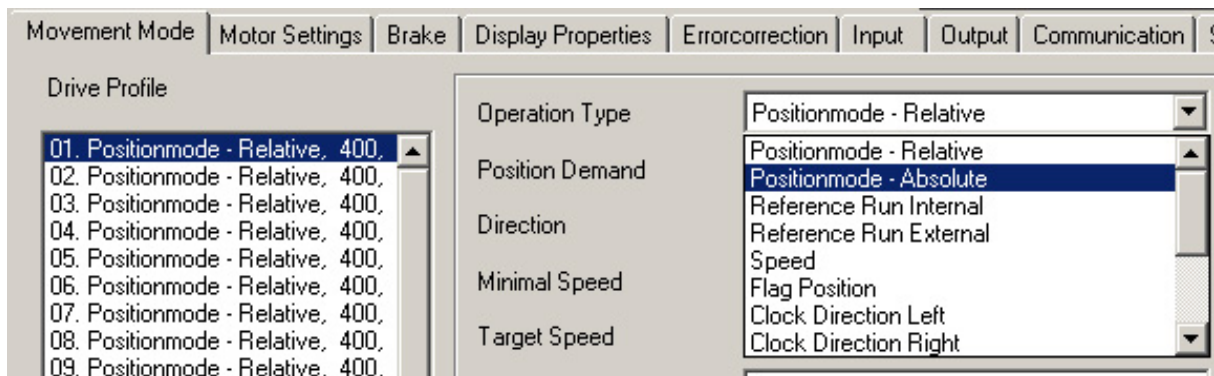 Movement Mode
Motor Settings
Brake
Display Properties
Errorcorrection
Input
Output
Communication
Drive Profile
01. Positionmode - Relative, 400,
02. Positionmode - Relative, 400,
03. Positionmode - Relative, 400,
04. Positionmode - Relative, 400,
05. Positionmode - Relative, 400,
06. Positionmode - Relative, 400,
07. Positionmode - Relative, 400,
08. Positionmode - Relative, 400,
09. Positionmode - Relative, 400,
Operation Type
Position Demand
Direction
Minimal Speed
Target Speed
Positionmode - Relative
Positionmode - Relative
Positionmode - Absolute
Reference Run Internal
Reference Run External
Speed
Flag Position
Clock Direction Left
Clock Direction Right